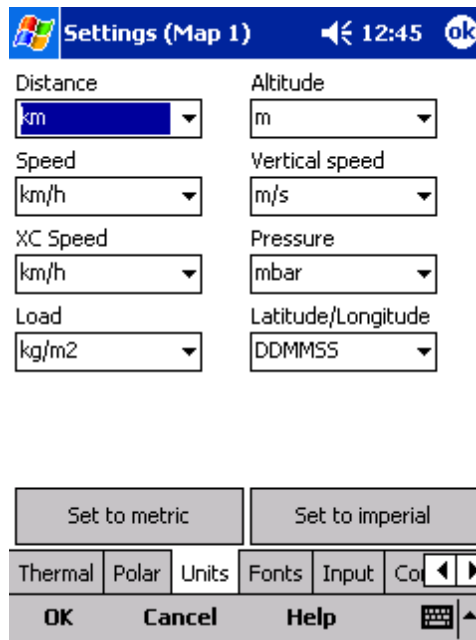 Settings (Map 1) 12:45 ok
Distance Altitude
km m
Speed Vertical speed
km/h m/s
XC Speed Pressure
km/h mbar
Load Latitude/Longitude
kg/m2 DDMMSS
Set to metric Set to imperial
Thermal Polar Units Fonts Input
OK Cancel Help